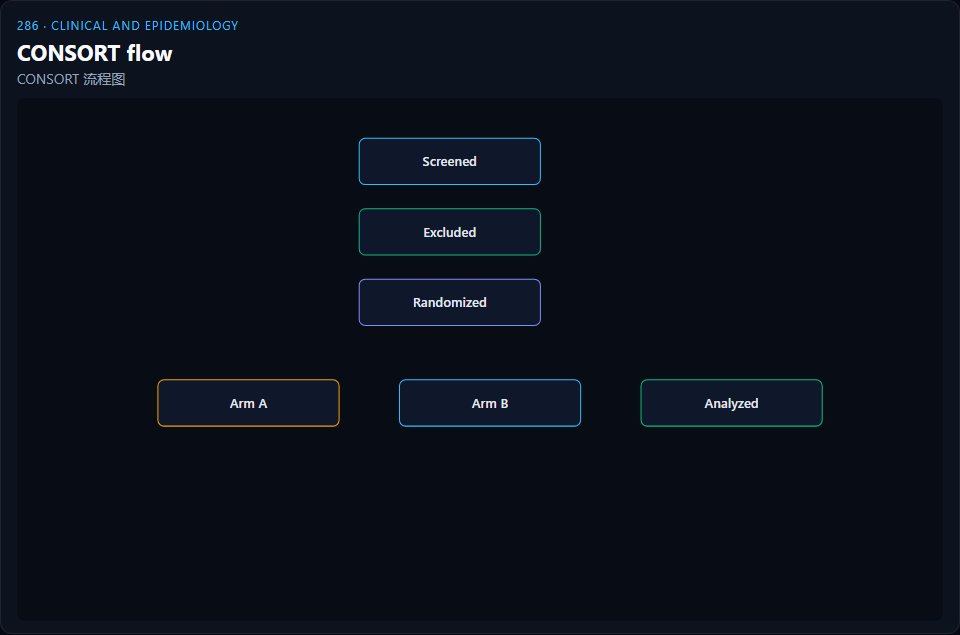 286 · CLINICAL AND EPIDEMIOLOGY
CONSORT flow
CONSORT 流程图
Screened
Excluded
Randomized
Arm A
Arm B
Analyzed